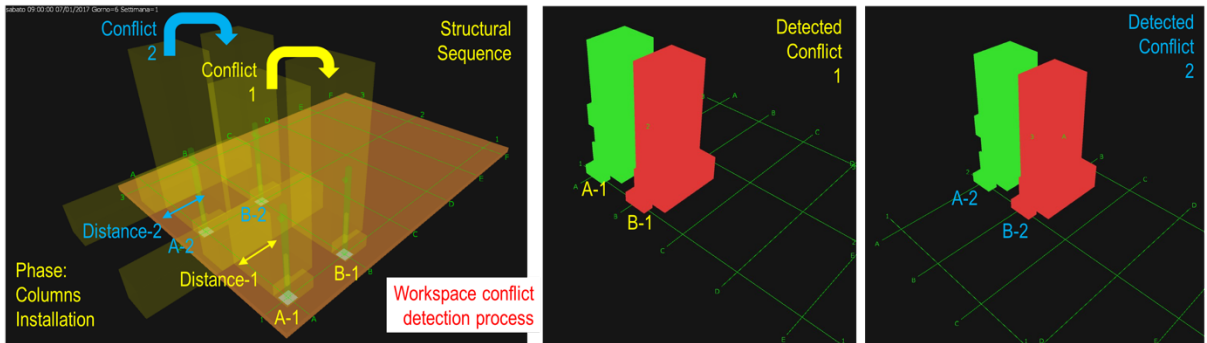 sabato 09:00:00 07/01/2017 Giorno=6 Settimana=1
Conflict
2
Structural
Sequence
Conflict
1
Distance-2
A-2
B-2
Distance-1
B-1
A-1
Phase:
Columns
Installation
Workspace conflict
detection process
Detected
Conflict
1
A-1
B-1
Detected
Conflict
2
A-2
B-2